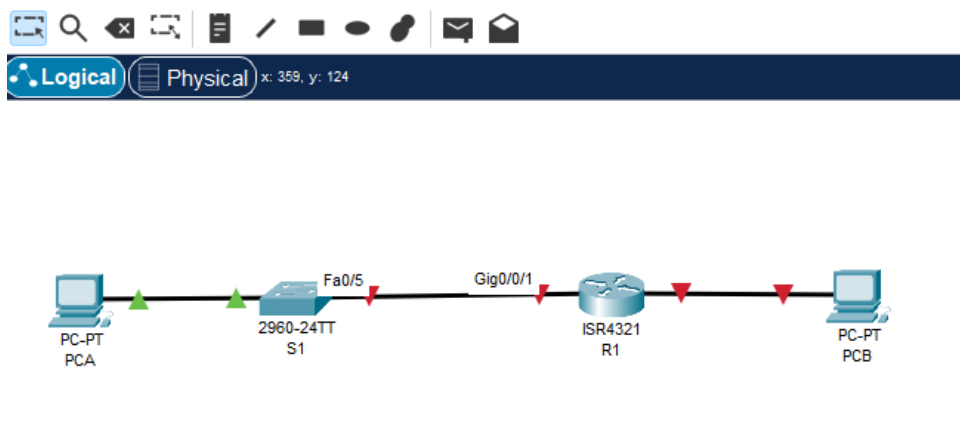 Logical
Physical
x: 359, y: 124
Fa0/5
Gig0/0/1
2960-24TT
S1
ISR4321
R1
PC-PT
PCA
PC-PT
PCB